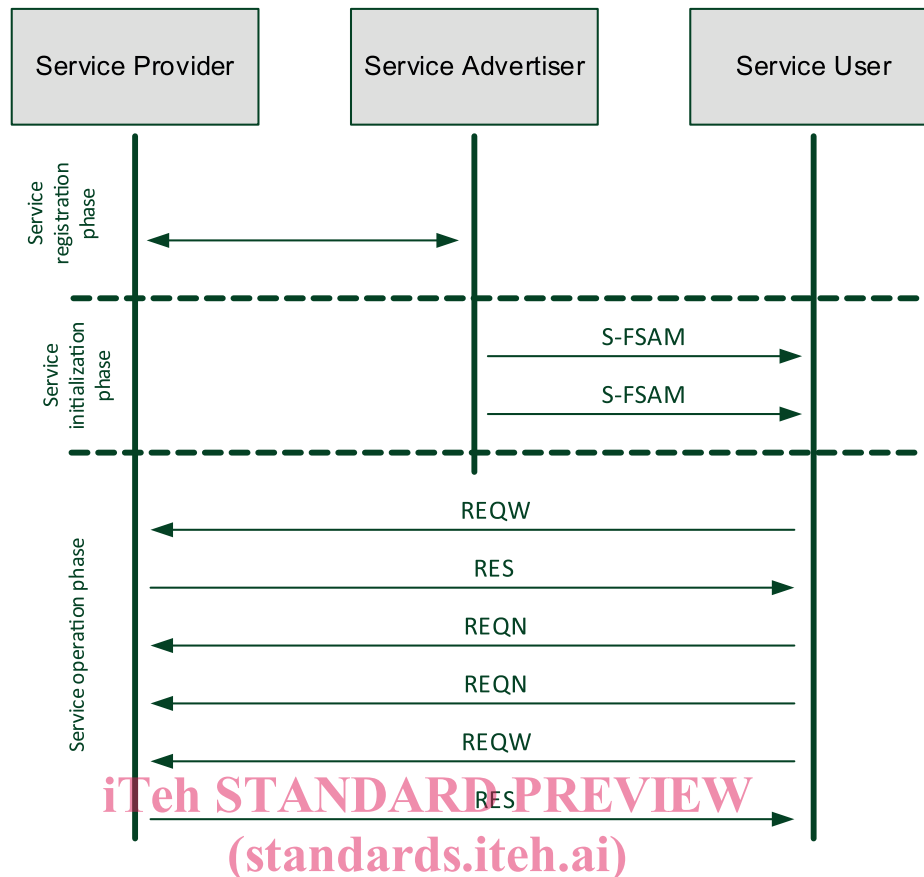 Service Provider
Service Advertiser
Service User
Service
registration
phase
Service
initialization
phase
S-FSAM
S-FSAM
Service operation phase
REQW
RES
REQN
REQN
REQW
RES
iTeh STANDARD PREVIEW
(standards.iteh.ai)